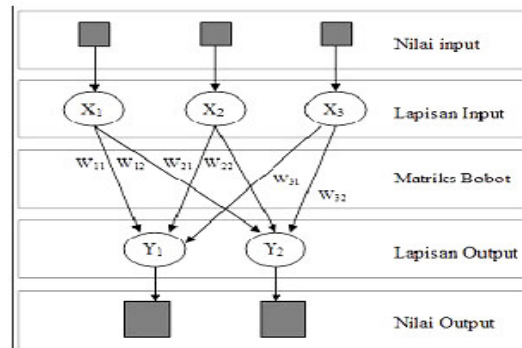 Nilai input
X1 X2 X3
Lapisan Input
W11 W12 W21 W22 W31 W32
Matriks Bobot
Y1 Y2
Lapisan Output
Nilai Output